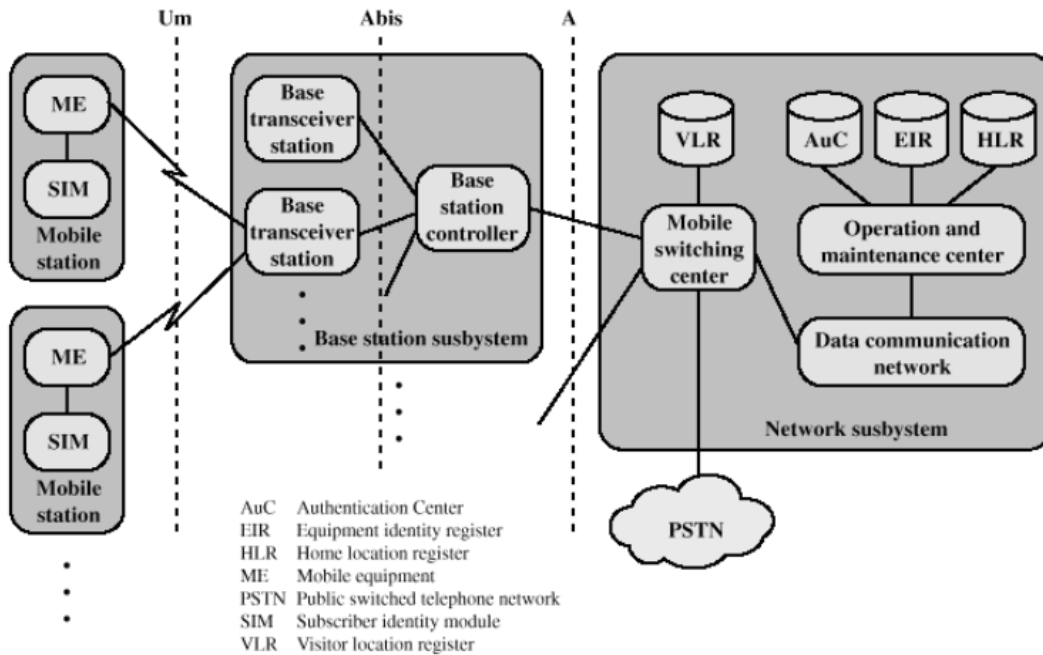 Um
Abis
A
ME
SIM
Mobile
station
ME
SIM
Mobile
station
Base
transceiver
station
Base
transceiver
station
Base
station
controller
Base station susbystem
VLR
AuC
EIR
HLR
Mobile
switching
center
Operation and
maintenance center
Data communication
network
Network susbystem
PSTN
AuC Authentication Center
EIR Equipment identity register
HLR Home location register
ME Mobile equipment
PSTN Public switched telephone network
SIM Subscriber identity module
VLR Visitor location register